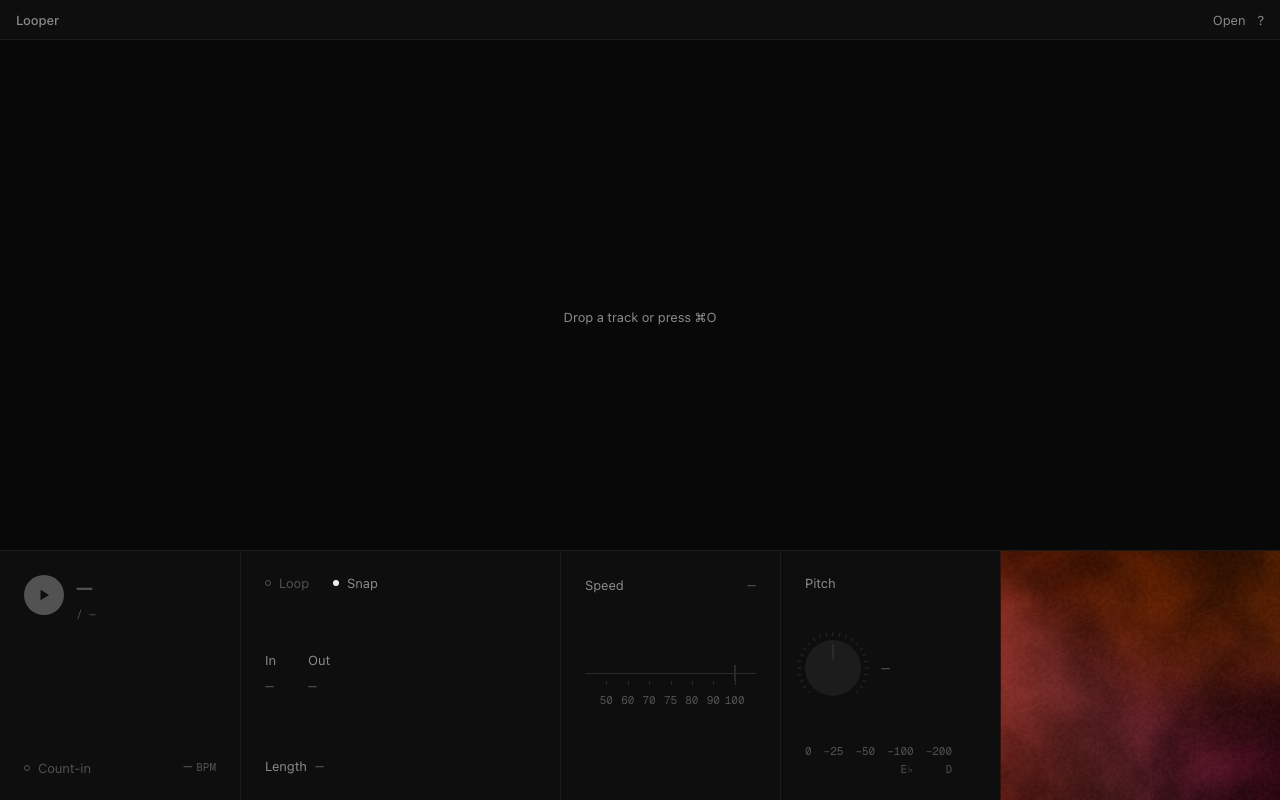 Looper
Open ?
Drop a track or press ⌘O
—
/ –
Count-in
— BPM
Loop Snap
In Out
– –
Length –
Speed –
50 60 70 75 80 90 100
Pitch
–
0 −25 −50 −100 −200
E♭ D